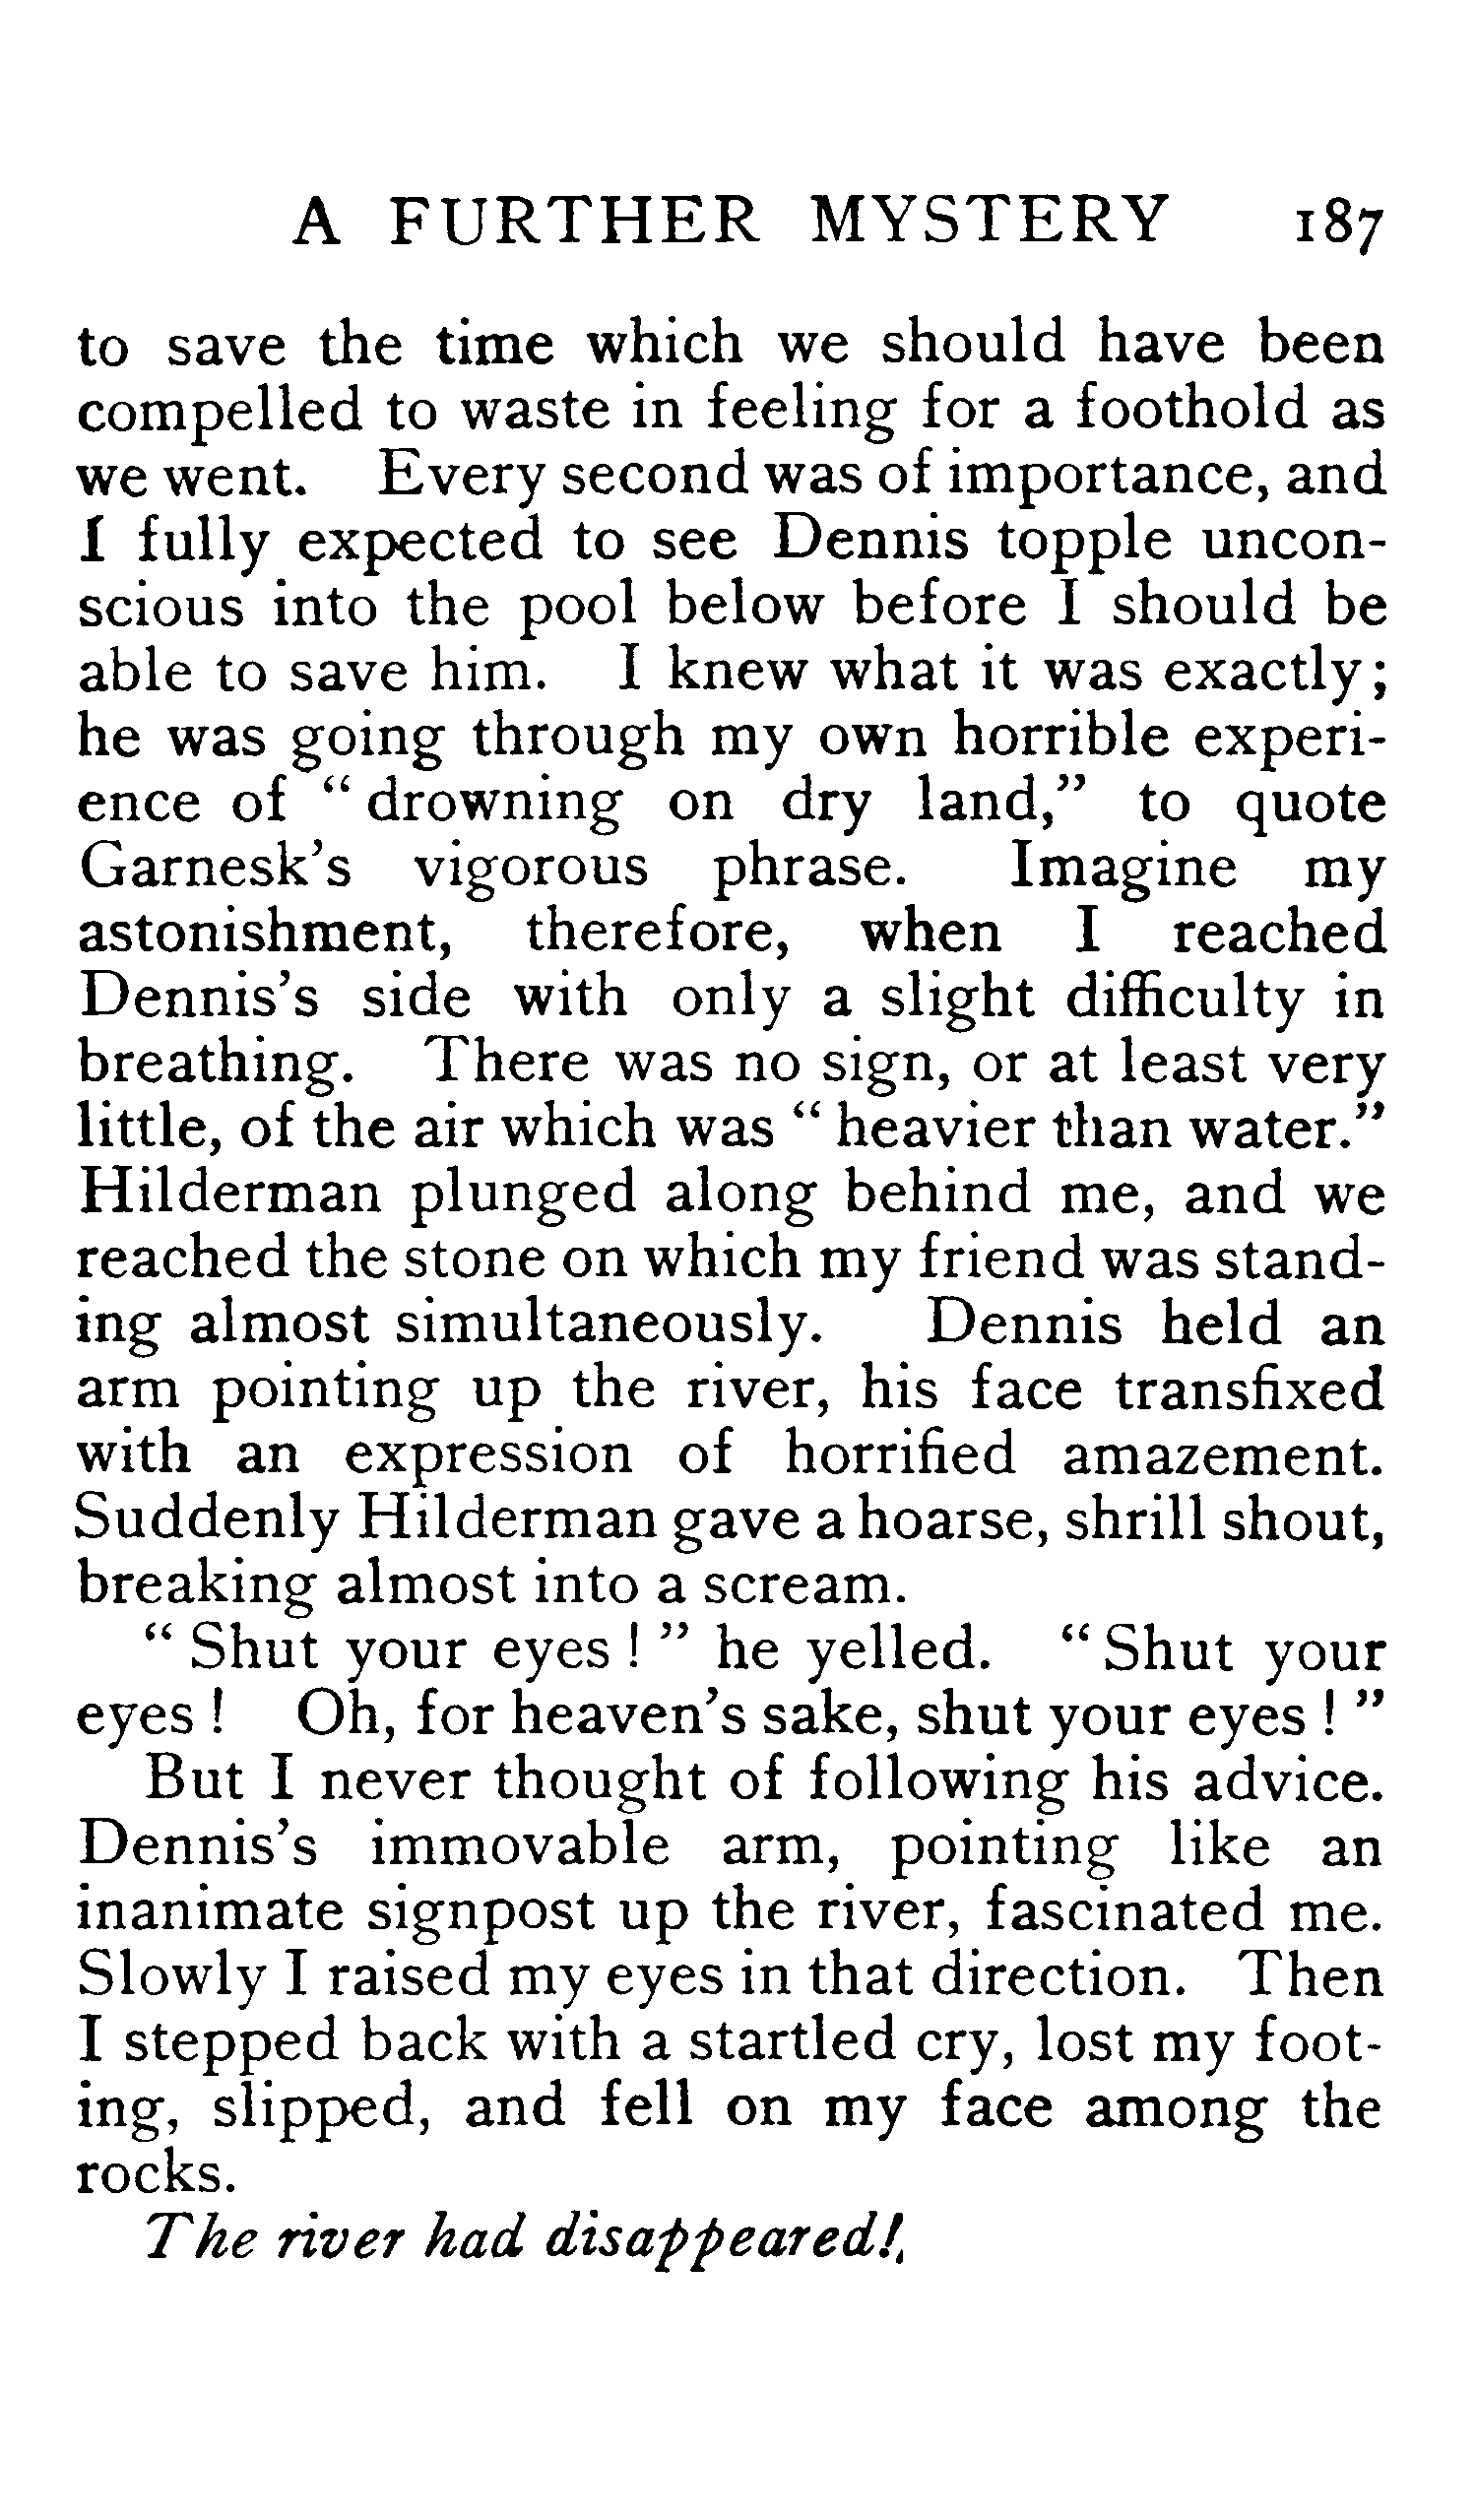 A FURTHER MYSTERY 187
to save the time which we should have been
compelled to waste in feeling for a foothold as
we went. Every second was of importance, and
I fully expected to see Dennis topple uncon-
scious into the pool below before I should be
able to save him. I knew what it was exactly;
he was going through my own horrible experi-
ence of “drowning on dry land,” to quote
Garnesk’s vigorous phrase. Imagine my
astonishment, therefore, when I reached
Dennis’s side with only a slight difficulty in
breathing. There was no sign, or at least very
little, of the air which was “heavier than water.”
Hilderman plunged along behind me, and we
reached the stone on which my friend was stand-
ing almost simultaneously. Dennis held an
arm pointing up the river, his face transfixed
with an expression of horrified amazement.
Suddenly Hilderman gave a hoarse, shrill shout,
breaking almost into a scream.
“Shut your eyes!” he yelled. “Shut your
eyes! Oh, for heaven’s sake, shut your eyes!”
But I never thought of following his advice.
Dennis’s immovable arm, pointing like an
inanimate signpost up the river, fascinated me.
Slowly I raised my eyes in that direction. Then
I stepped back with a startled cry, lost my foot-
ing, slipped, and fell on my face among the
rocks.
The river had disappeared!